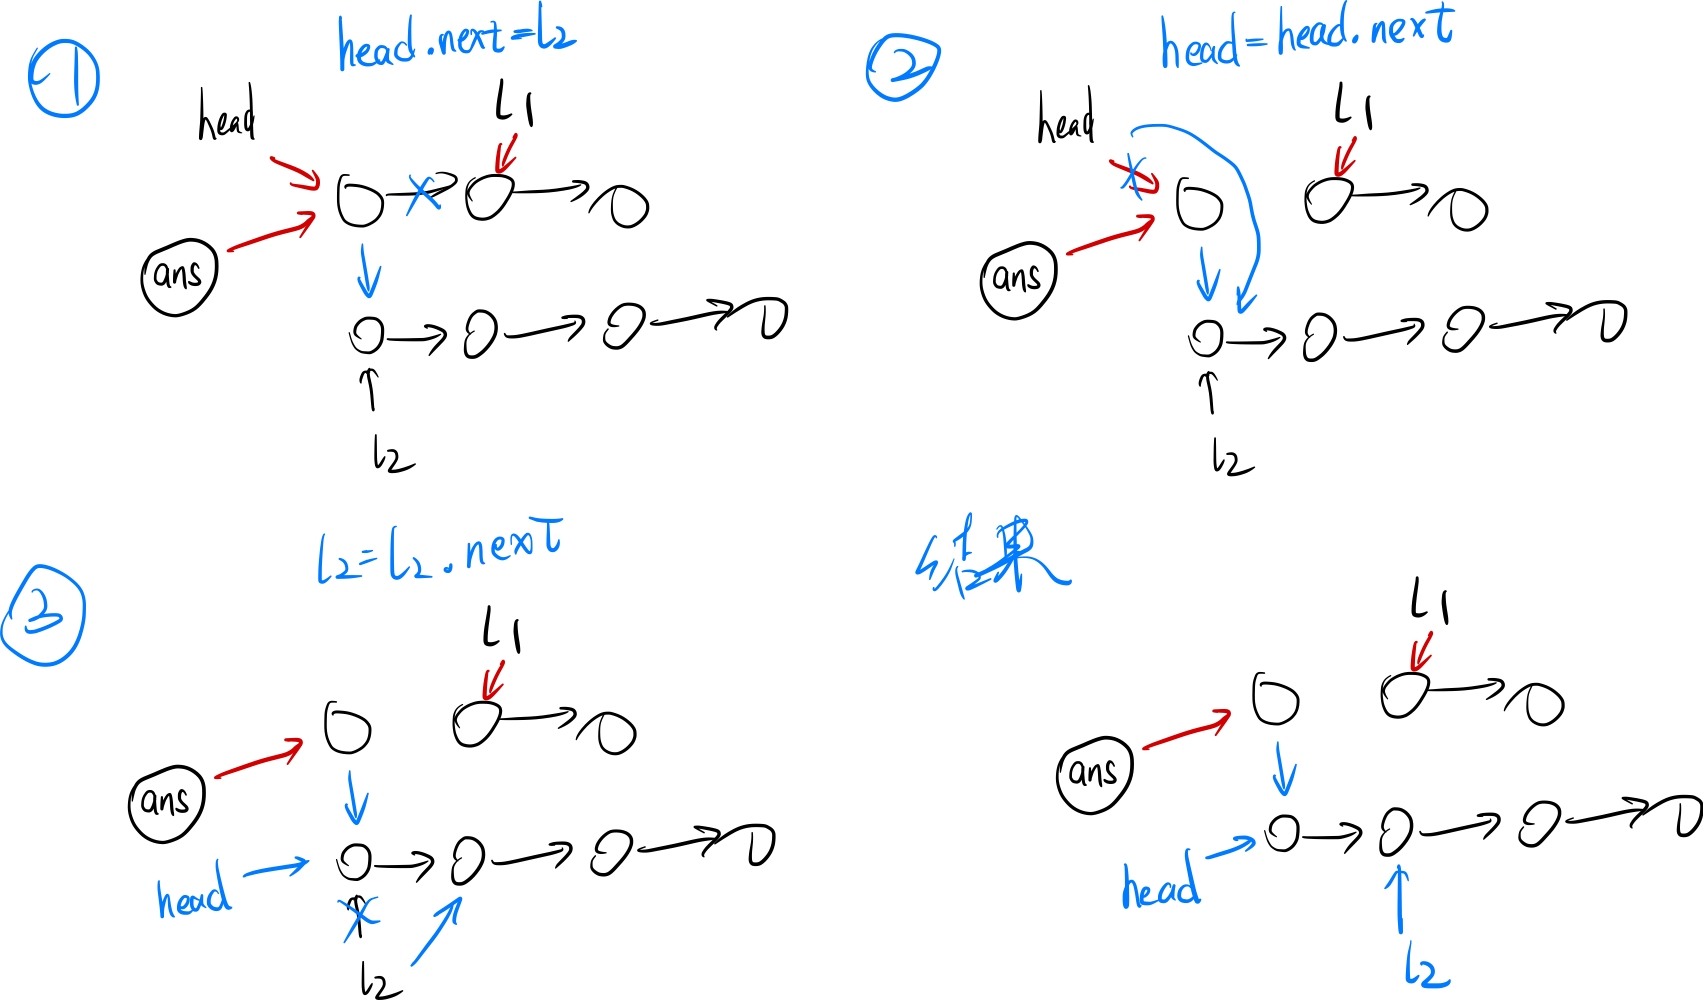 ① head.next=l2
head
L1
ans
l2
② head=head.next
head
L1
ans
l2
③ l2=l2.next
L1
ans
head
l2
结果
L1
ans
head
l2